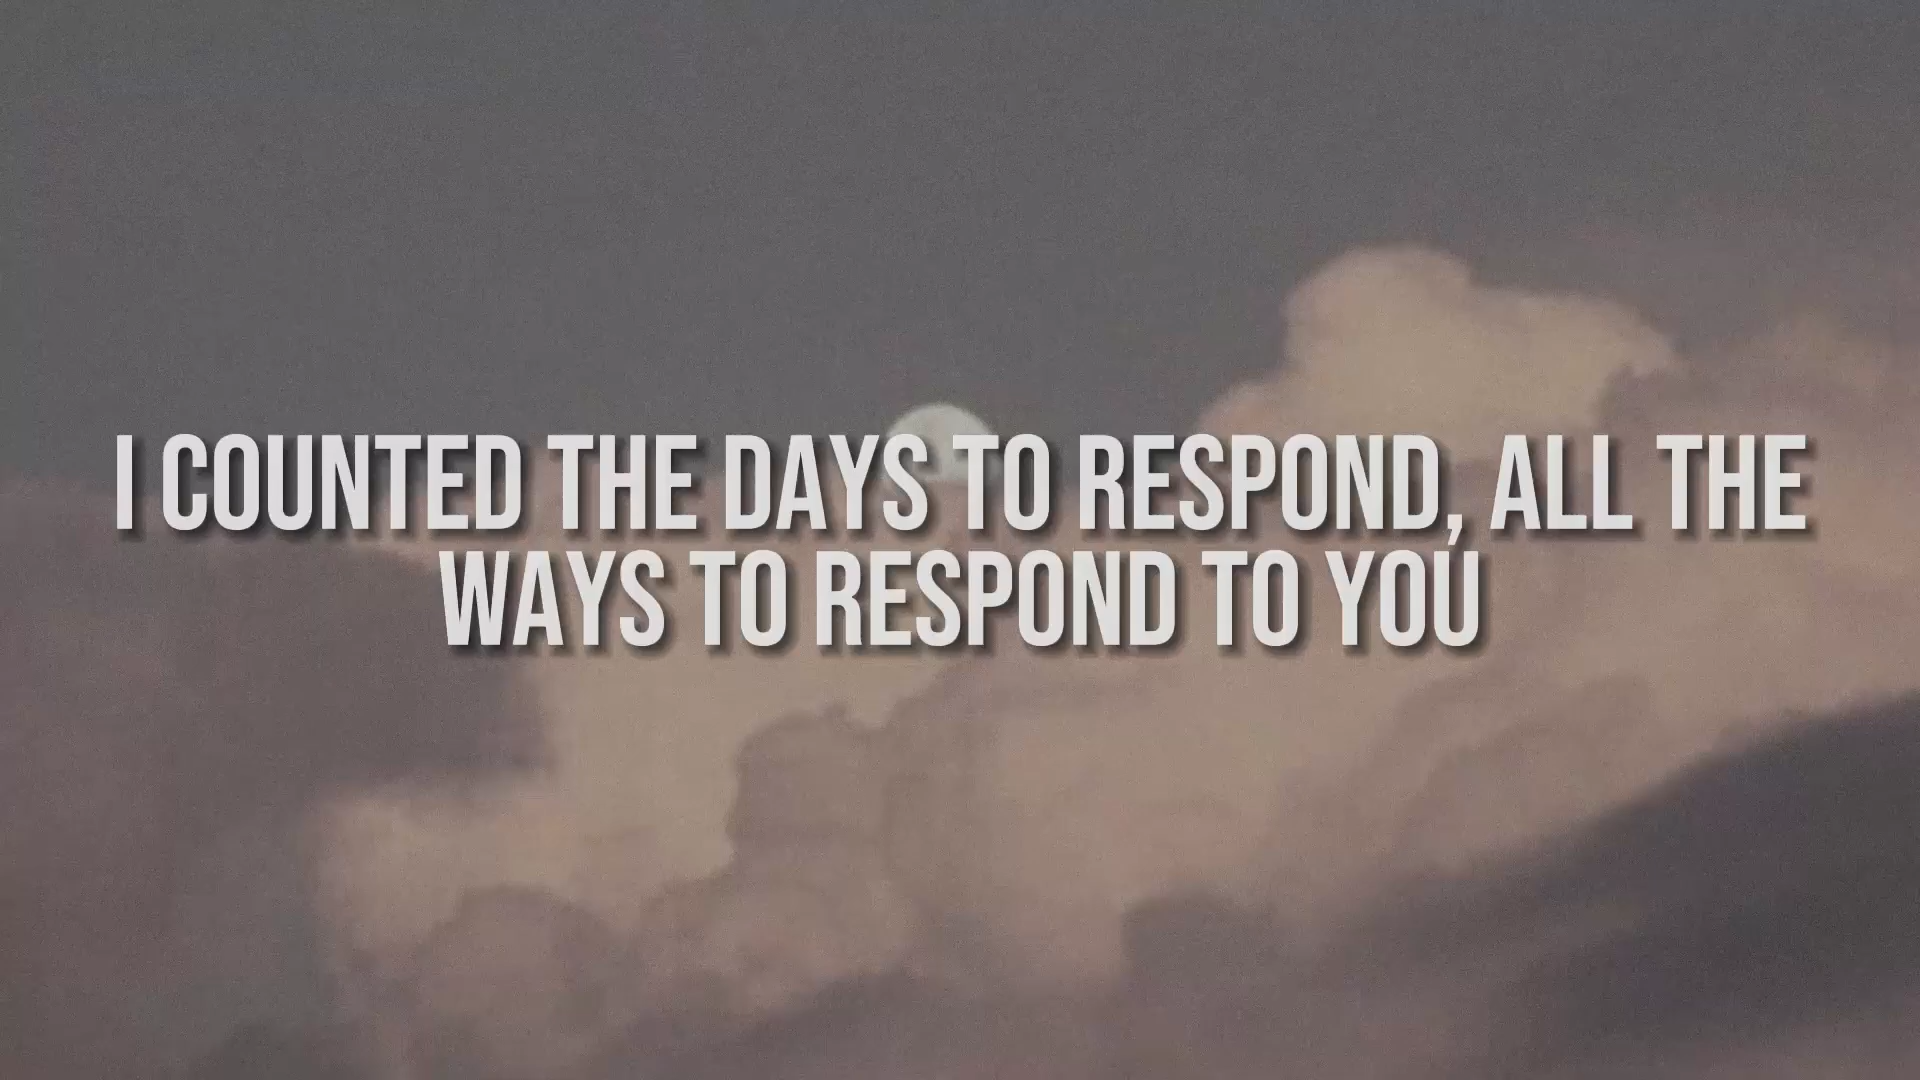 I COUNTED THE DAYS TO RESPOND, ALL THE
WAYS TO RESPOND TO YOU